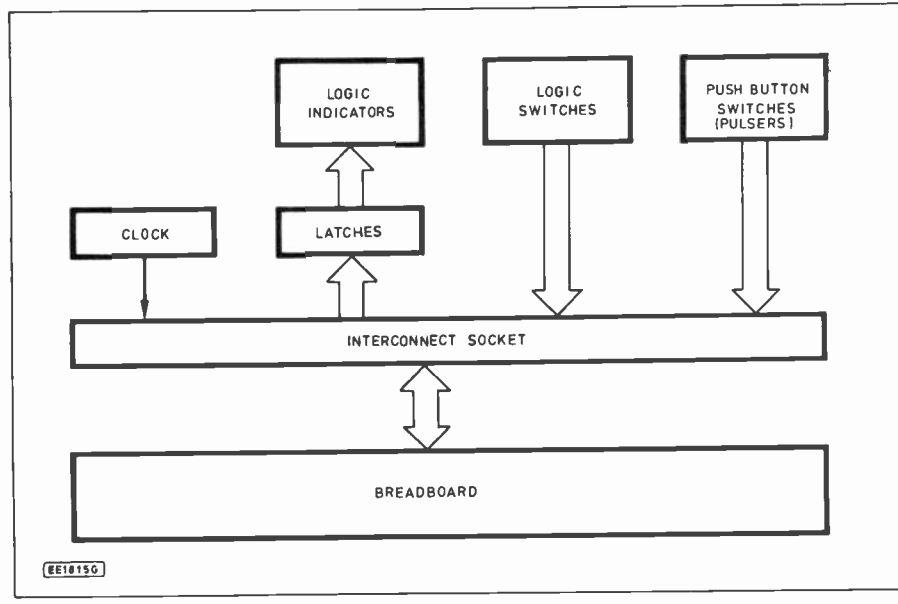 LOGIC
INDICATORS
LOGIC
SWITCHES
PUSH BUTTON
SWITCHES
(PULSERS)
CLOCK
LATCHES
INTERCONNECT SOCKET
BREADBOARD
EE1815G